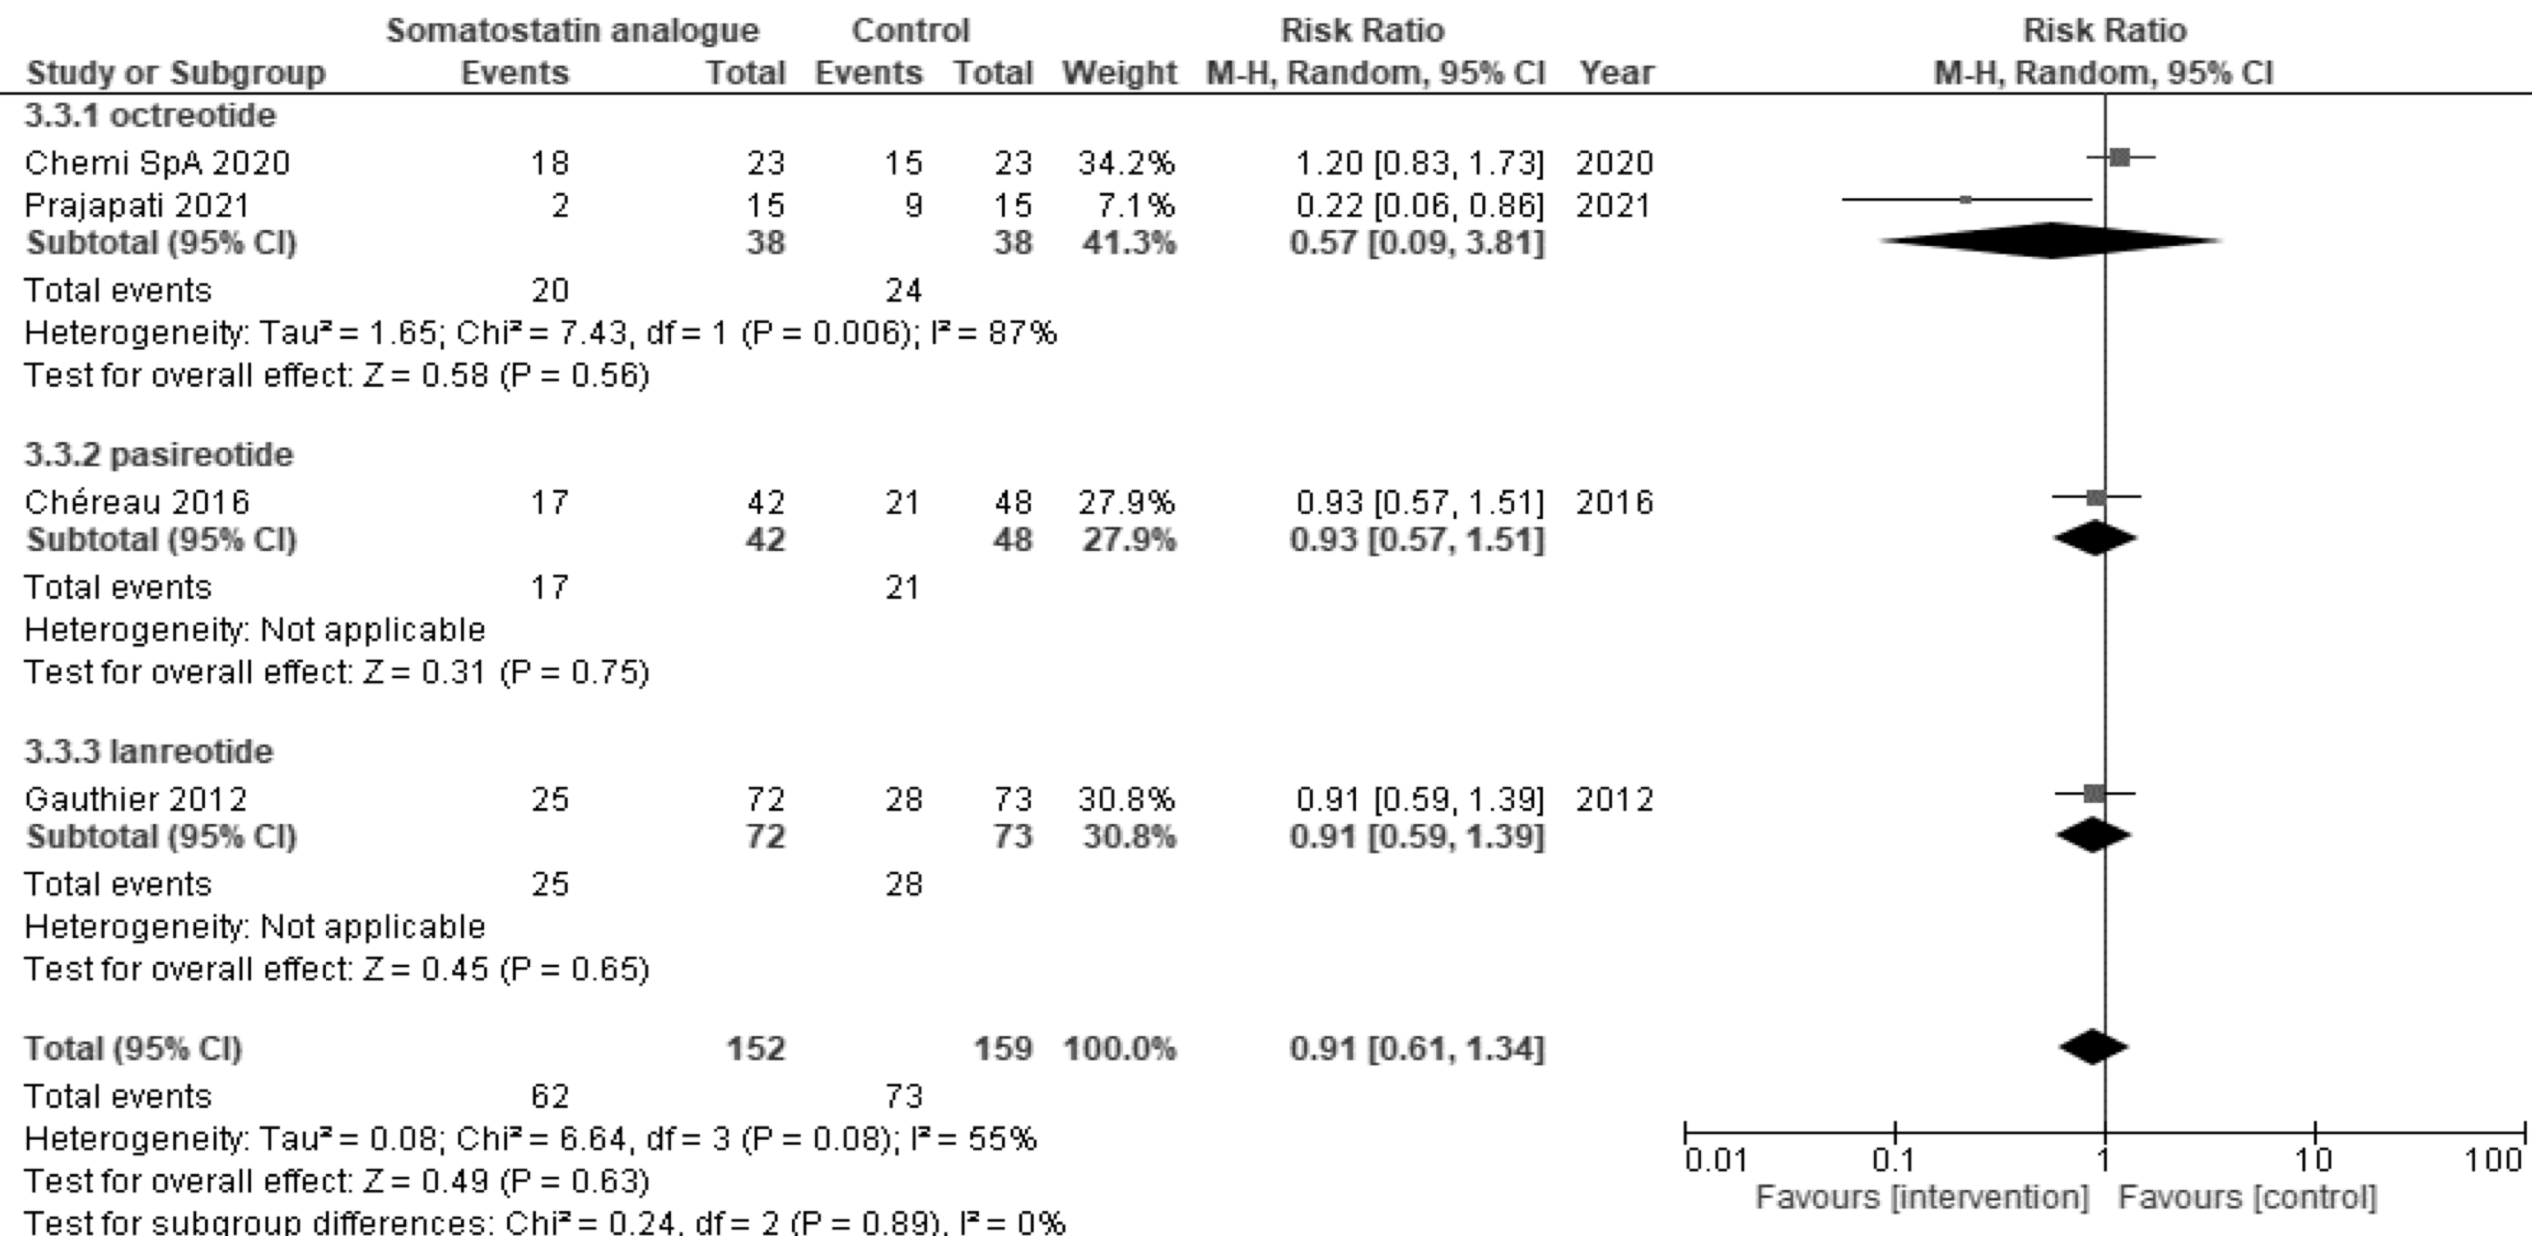 Somatostatin analogue Control Risk Ratio Risk Ratio
Study or Subgroup Events Total Events Total Weight M-H, Random, 95% CI Year M-H, Random, 95% CI
3.3.1 octreotide
Chemi SpA 2020 18 23 15 23 34.2% 1.20 [0.83, 1.73] 2020
Prajapati 2021 2 15 9 15 7.1% 0.22 [0.06, 0.86] 2021
Subtotal (95% CI) 38 38 41.3% 0.57 [0.09, 3.81]
Total events 20 24
Heterogeneity: Tau² = 1.65; Chi² = 7.43, df = 1 (P = 0.006); I² = 87%
Test for overall effect: Z = 0.58 (P = 0.56)
3.3.2 pasireotide
Chéreau 2016 17 42 21 48 27.9% 0.93 [0.57, 1.51] 2016
Subtotal (95% CI) 42 48 27.9% 0.93 [0.57, 1.51]
Total events 17 21
Heterogeneity: Not applicable
Test for overall effect: Z = 0.31 (P = 0.75)
3.3.3 lanreotide
Gauthier 2012 25 72 28 73 30.8% 0.91 [0.59, 1.39] 2012
Subtotal (95% CI) 72 73 30.8% 0.91 [0.59, 1.39]
Total events 25 28
Heterogeneity: Not applicable
Test for overall effect: Z = 0.45 (P = 0.65)
Total (95% CI) 152 159 100.0% 0.91 [0.61, 1.34]
Total events 62 73
Heterogeneity: Tau² = 0.08; Chi² = 6.64, df = 3 (P = 0.08); I² = 55%
Test for overall effect: Z = 0.49 (P = 0.63)
Test for subgroup differences: Chi² = 0.24, df = 2 (P = 0.89), I² = 0%
0.01 0.1 1 10 100
Favours [intervention] Favours [control]